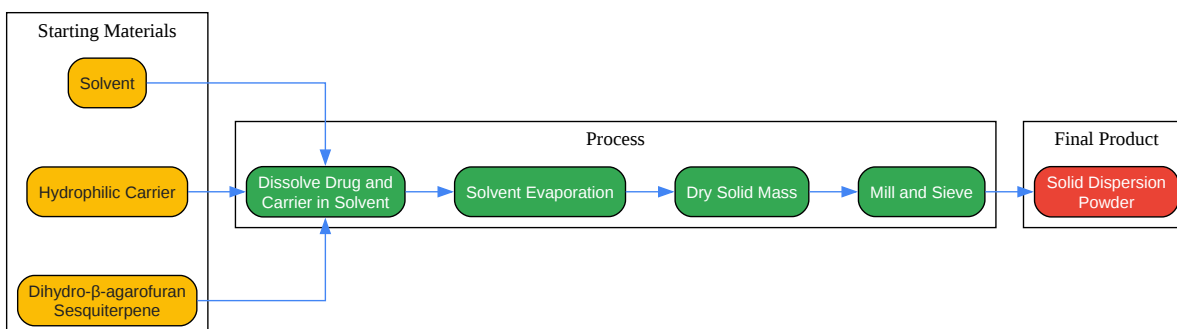 Starting Materials
Solvent
Hydrophilic Carrier
Dihydro-β-agarofuran
Sesquiterpene
Process
Dissolve Drug and
Carrier in Solvent
Solvent Evaporation
Dry Solid Mass
Mill and Sieve
Final Product
Solid Dispersion
Powder